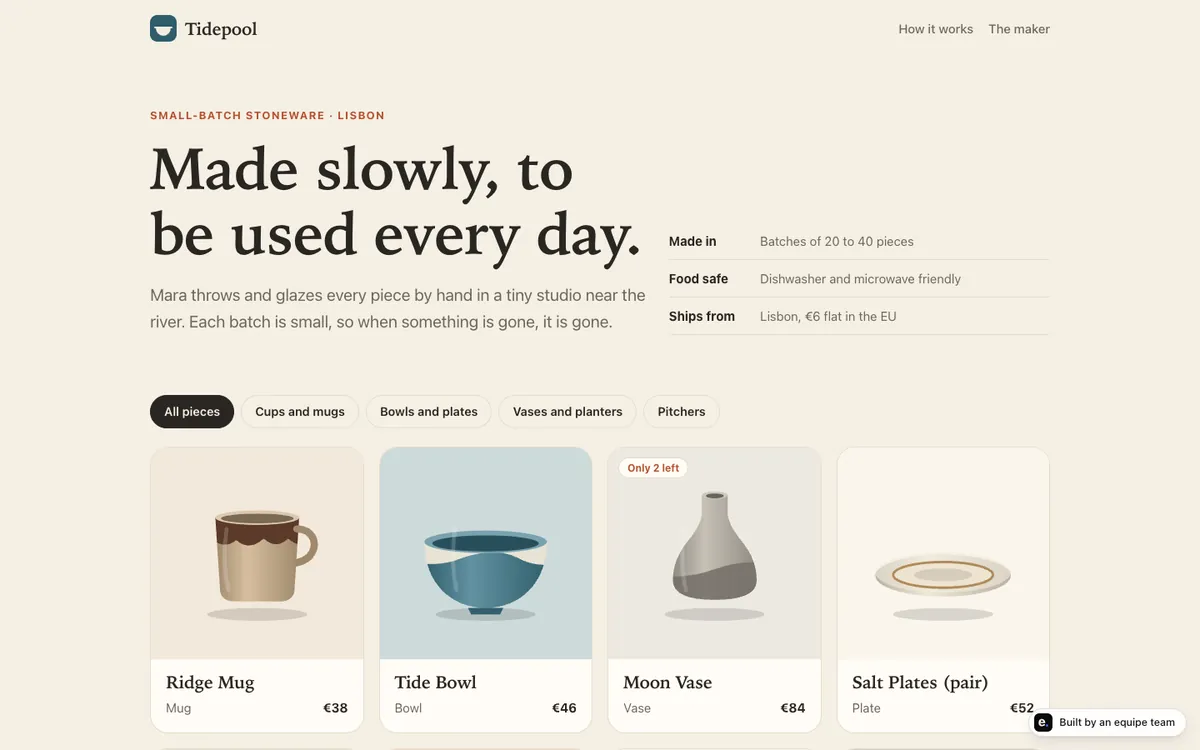 Tidepool
How it works
The maker
SMALL-BATCH STONEWARE · LISBON
Made slowly, to
be used every day.
Mara throws and glazes every piece by hand in a tiny studio near the
river. Each batch is small, so when something is gone, it is gone.
Made in Batches of 20 to 40 pieces
Food safe Dishwasher and microwave friendly
Ships from Lisbon, €6 flat in the EU
All pieces
Cups and mugs
Bowls and plates
Vases and planters
Pitchers
Only 2 left
Ridge Mug
Mug €38
Tide Bowl
Bowl €46
Moon Vase
Vase €84
Salt Plates (pair)
Plate €52
e. Built by an equipe team